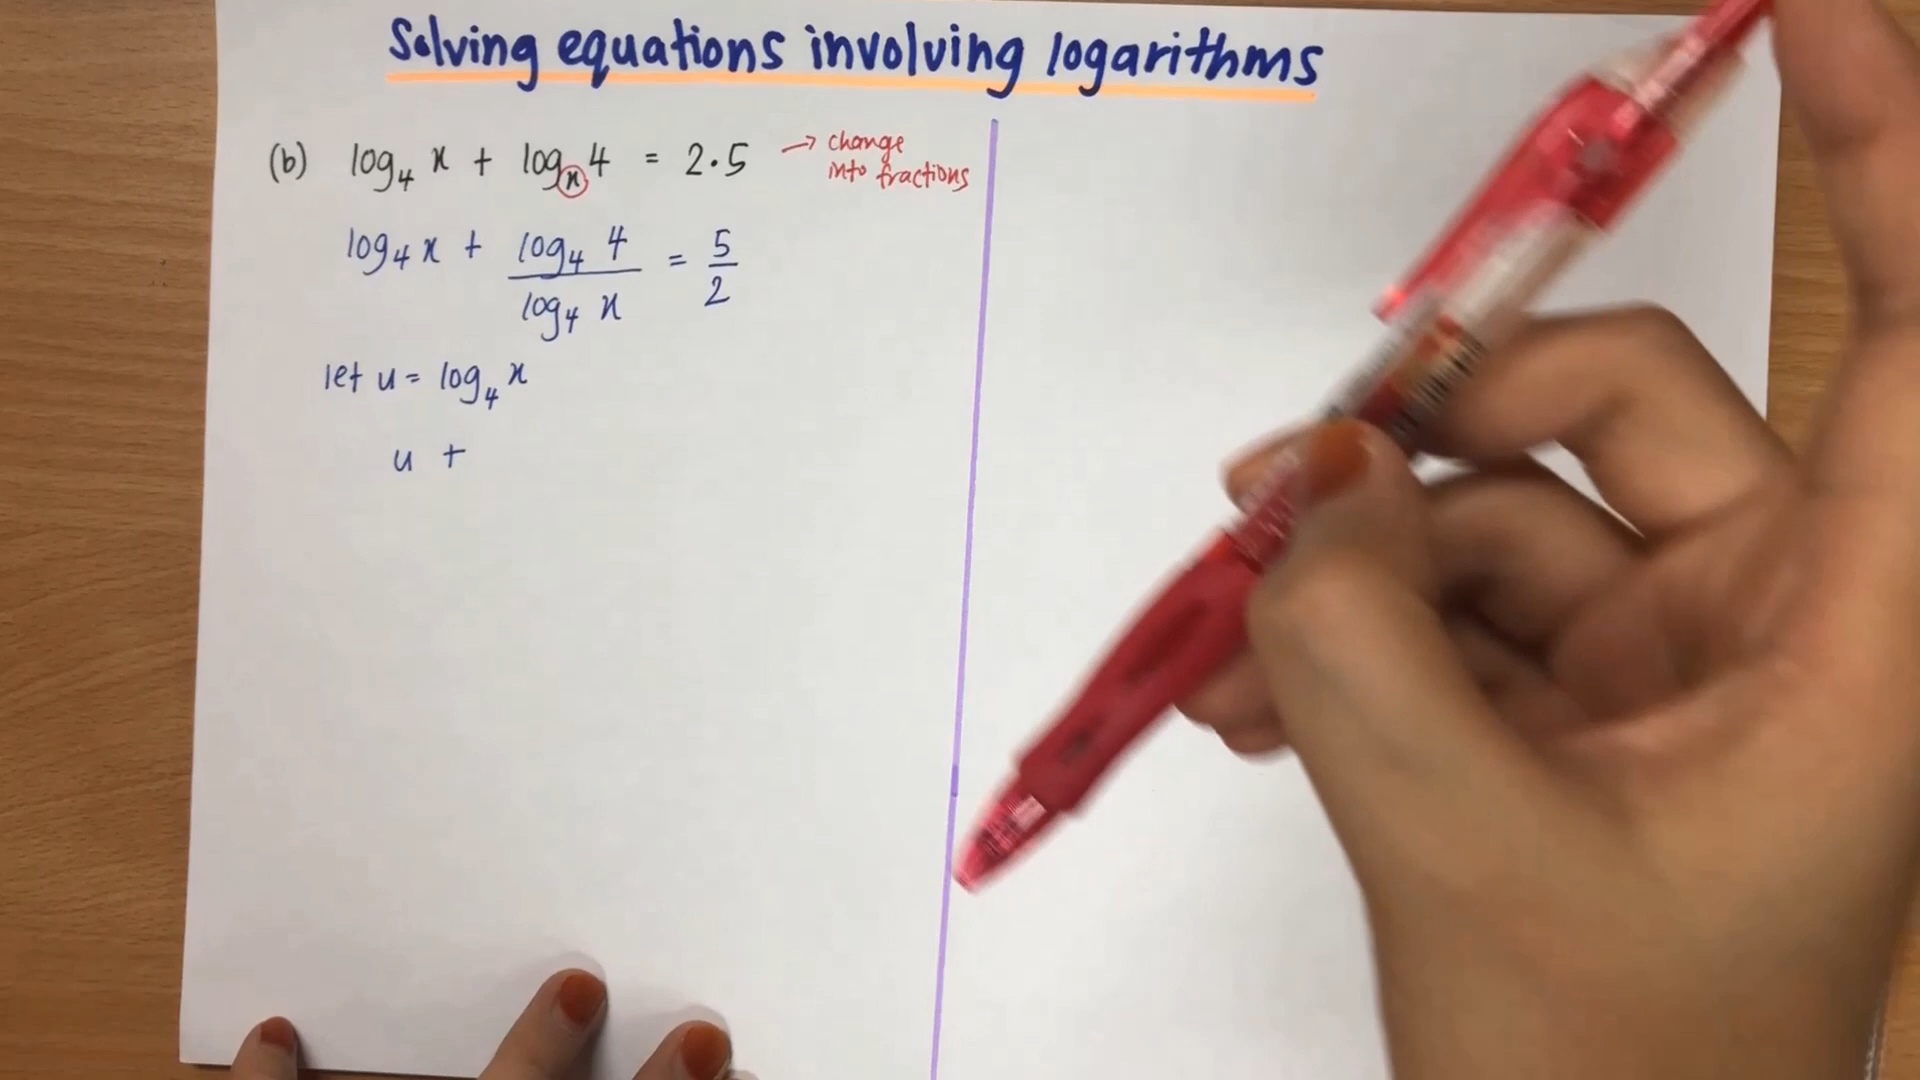 Solving equations involving logarithms
(b) log₄ x + logₓ 4 = 2.5 → change into fractions
log₄ x + log₄ 4 / log₄ x = 5/2
let u = log₄ x
u +